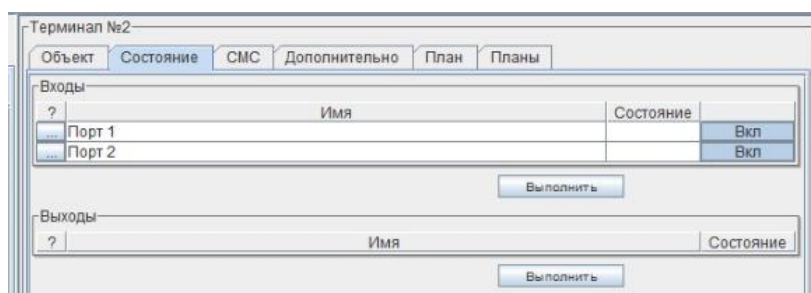 Терминал №2
Объект Состояние СМС Дополнительно План Планы
Входы
? Имя Состояние
... Порт 1 Вкл
... Порт 2 Вкл
Выполнить
Выходы
? Имя Состояние
Выполнить